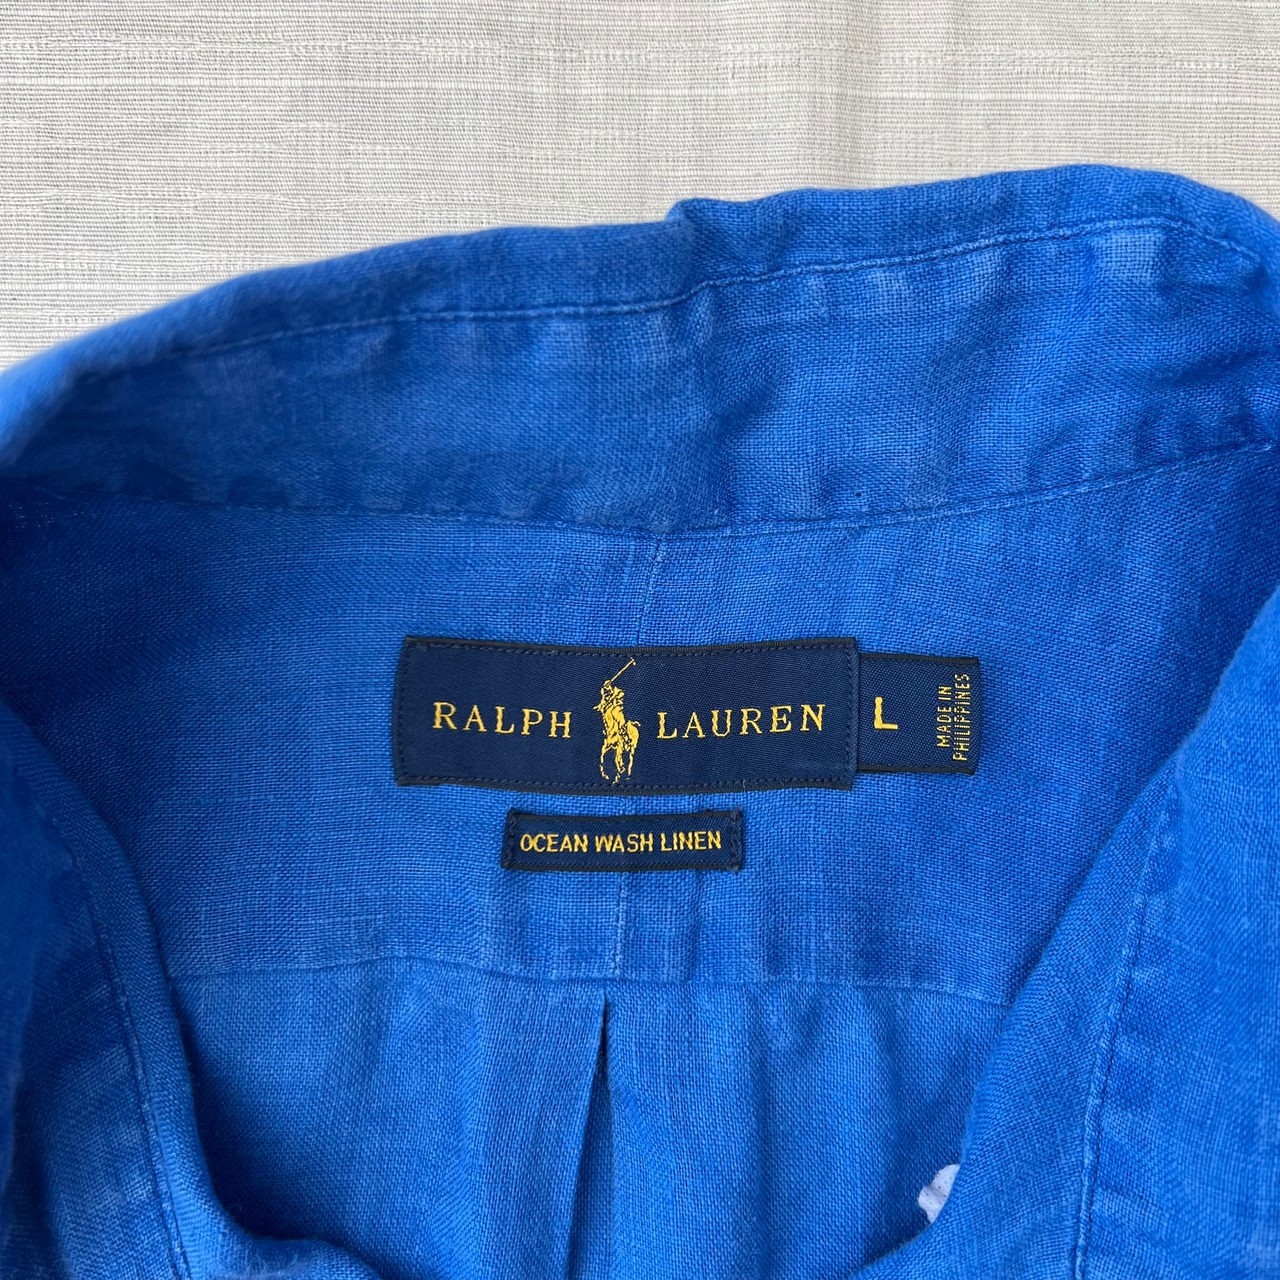 RALPH LAUREN
L
MADE IN
PHILIPPINES
OCEAN WASH LINEN